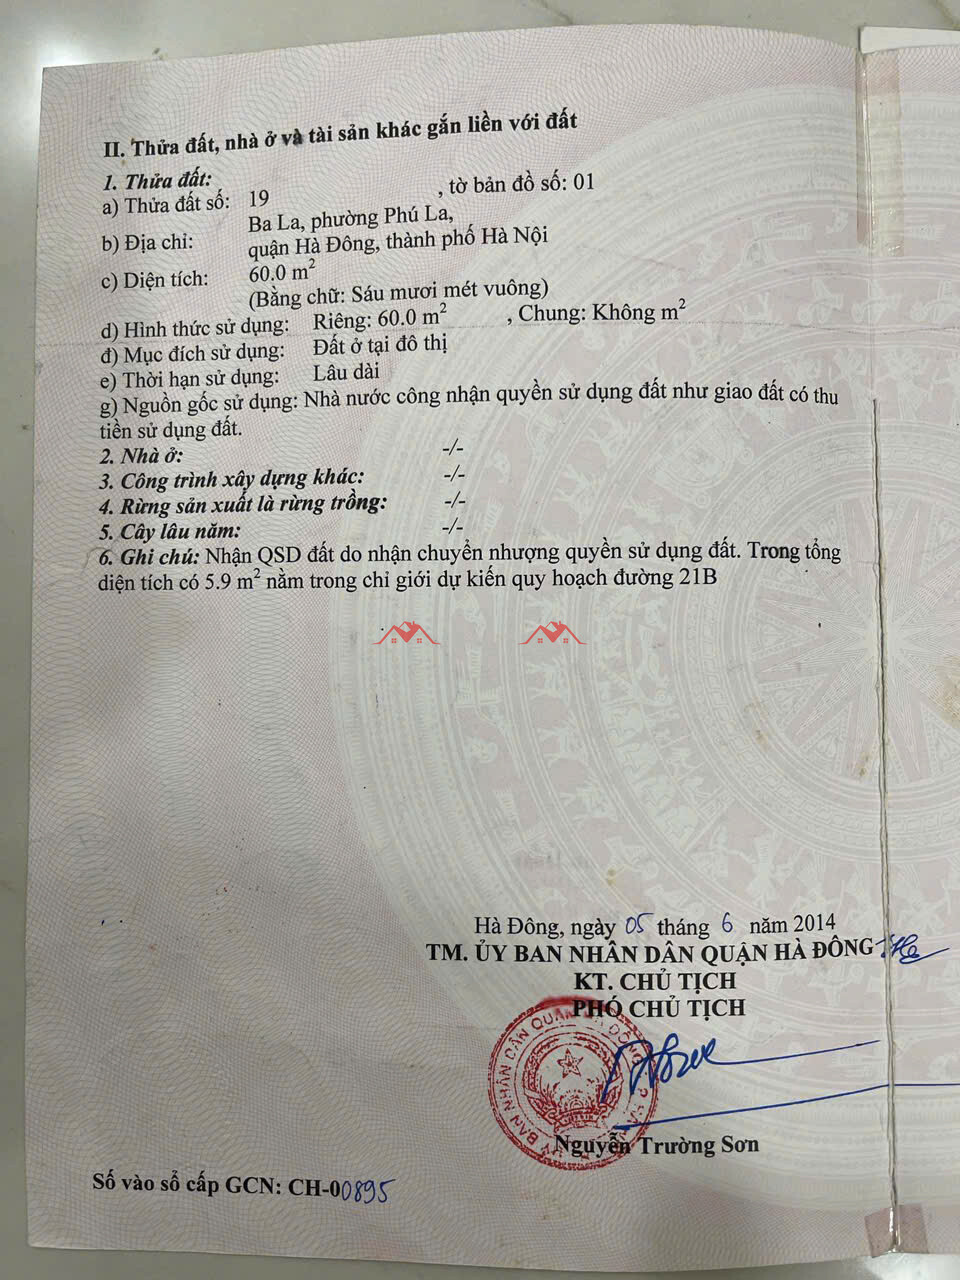 II. Thửa đất, nhà ở và tài sản khác gắn liền với đất
1. Thửa đất:
a) Thửa đất số: 19 , tờ bản đồ số: 01
b) Địa chỉ: Ba La, phường Phú La,
quận Hà Đông, thành phố Hà Nội
c) Diện tích: 60.0 m²
(Bằng chữ: Sáu mươi mét vuông)
d) Hình thức sử dụng: Riêng: 60.0 m² , Chung: Không m²
đ) Mục đích sử dụng: Đất ở tại đô thị
e) Thời hạn sử dụng: Lâu dài
g) Nguồn gốc sử dụng: Nhà nước công nhận quyền sử dụng đất như giao đất có thu
tiền sử dụng đất.
2. Nhà ở: -/-
3. Công trình xây dựng khác: -/-
4. Rừng sản xuất là rừng trồng: -/-
5. Cây lâu năm: -/-
6. Ghi chú: Nhận QSD đất do nhận chuyển nhượng quyền sử dụng đất. Trong tổng
diện tích có 5.9 m² nằm trong chỉ giới dự kiến quy hoạch đường 21B
Hà Đông, ngày 05 tháng 6 năm 2014
TM. ỦY BAN NHÂN DÂN QUẬN HÀ ĐÔNG
KT. CHỦ TỊCH
PHÓ CHỦ TỊCH
ỦY BAN NHÂN DÂN QUẬN HÀ ĐÔNG
Nguyễn Trường Sơn
Số vào sổ cấp GCN: CH-00895